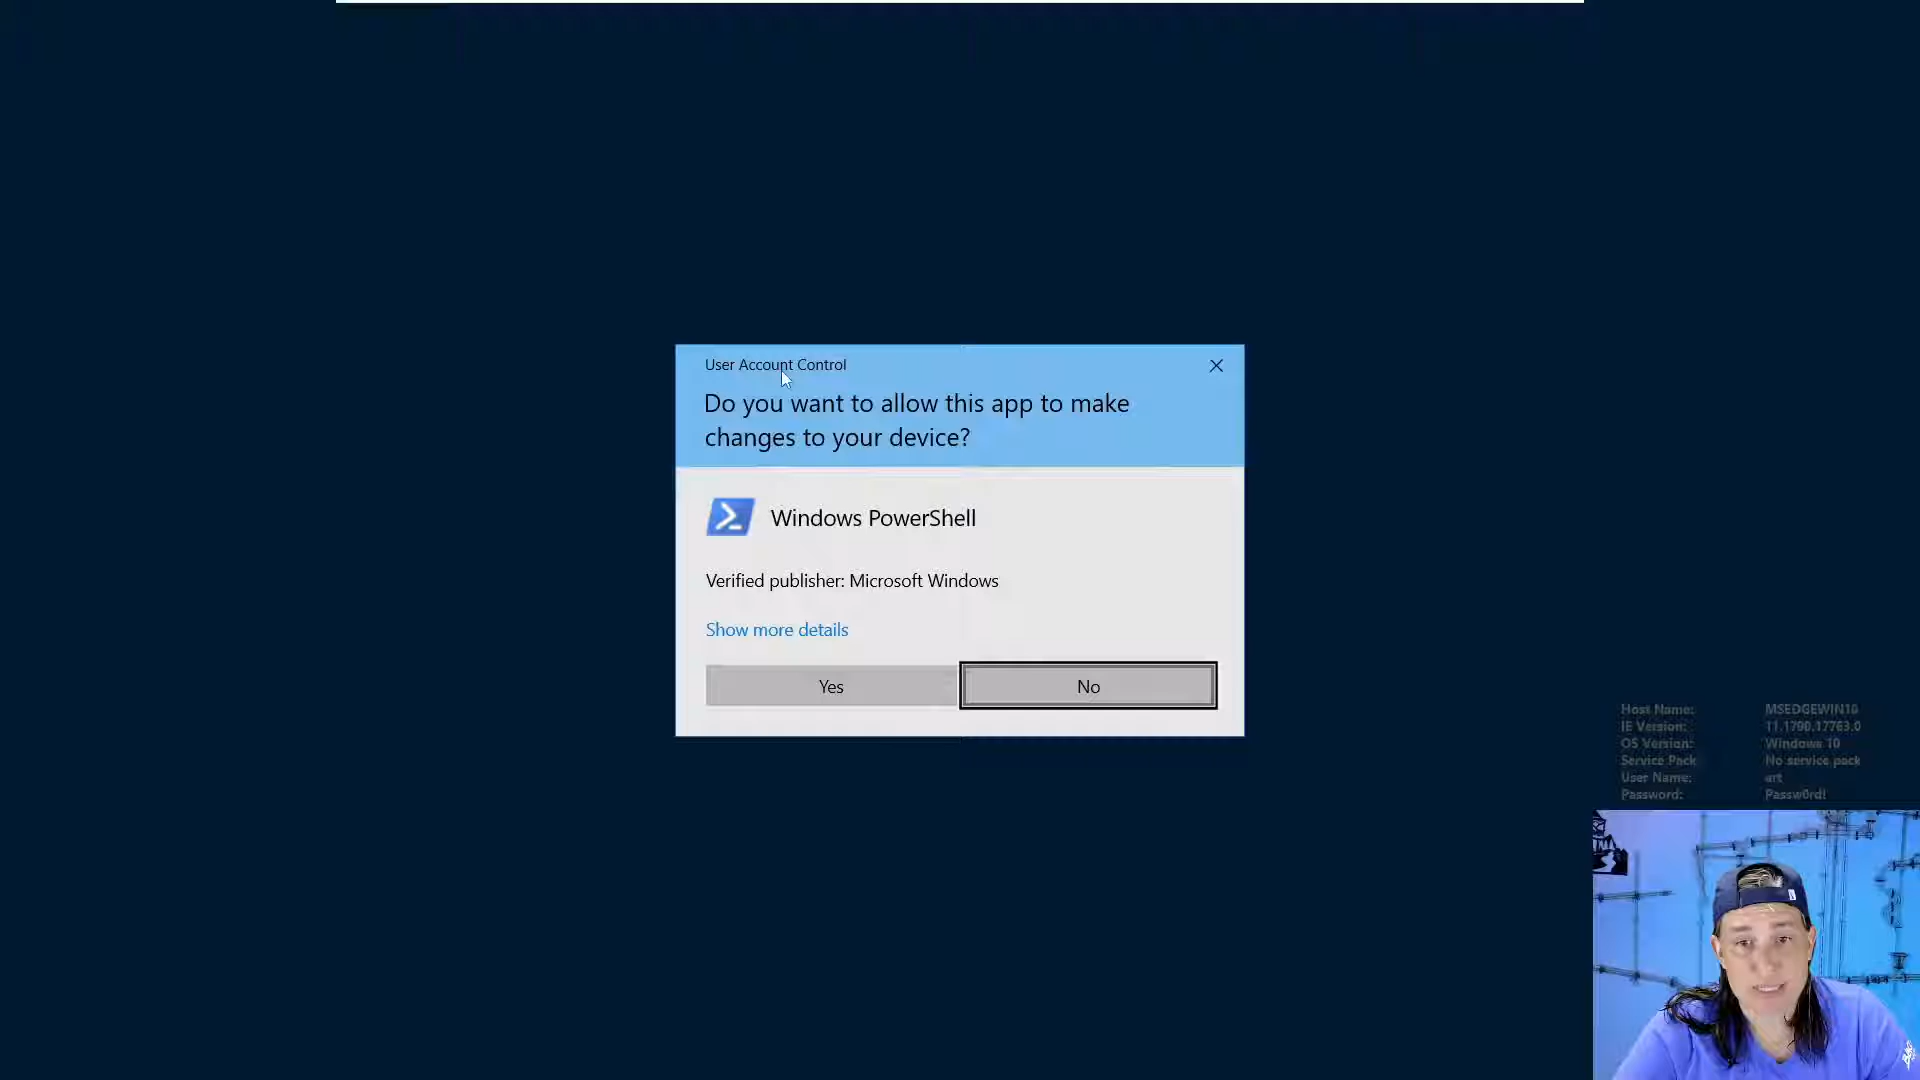 User Account Control
Do you want to allow this app to make
changes to your device?
Windows PowerShell
Verified publisher: Microsoft Windows
Show more details
Yes
No
Host Name: MSEDGEWIN10
IE Version: 11.1790.17763.0
OS Version: Windows 10
Service Pack No service pack
User Name: art
Password: Passw0rd!